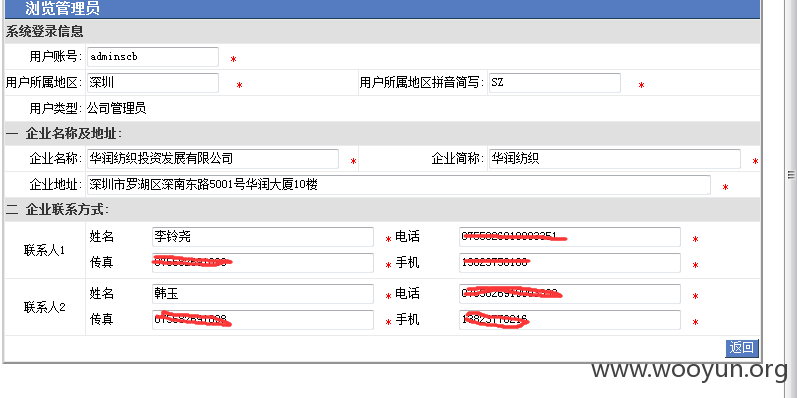 浏览管理员
系统登录信息
用户账号: adminscb *
用户所属地区: 深圳 * 用户所属地区拼音简写: SZ *
用户类型: 公司管理员
一 企业名称及地址:
企业名称: 华润纺织投资发展有限公司 * 企业简称: 华润纺织 *
企业地址: 深圳市罗湖区深南东路5001号华润大厦10楼 *
二 企业联系方式:
联系人1
姓名 李铃尧 * 电话 *
传真 * 手机 *
联系人2
姓名 韩玉 * 电话 *
传真 * 手机 *
返回
www.wooyun.org